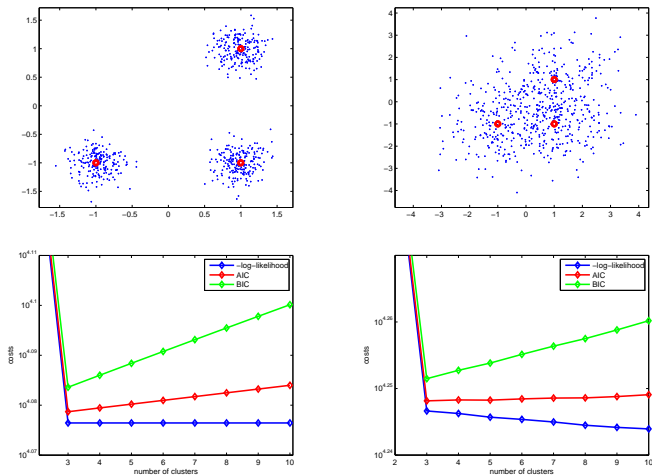 1.5
1
0.5
0
−0.5
−1
−1.5
−1.5 −1 −0.5 0 0.5 1 1.5
4
3
2
1
0
−1
−2
−3
−4
−4 −3 −2 −1 0 1 2 3 4
10^4.11
10^4.1
10^4.09
10^4.08
10^4.07
costs
−log−likelihood
AIC
BIC
3 4 5 6 7 8 9 10
number of clusters
10^4.26
10^4.25
10^4.24
costs
−log−likelihood
AIC
BIC
2 3 4 5 6 7 8 9 10
number of clusters